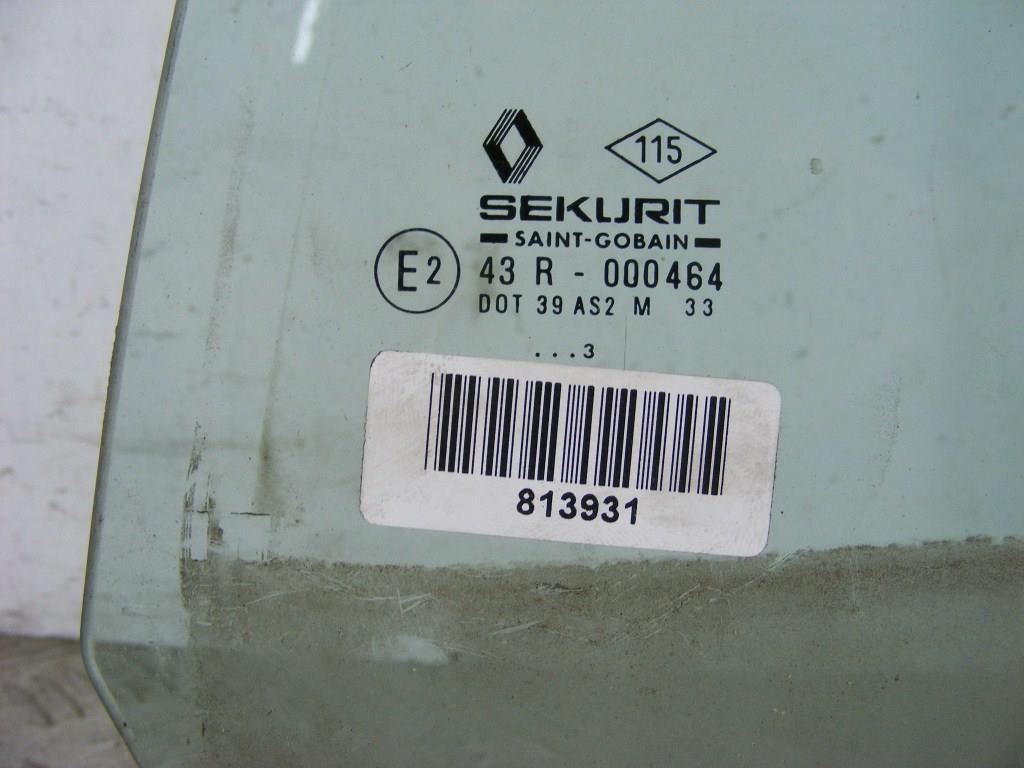 115
SEKURIT
SAINT-GOBAIN
E2 43 R - 000464
DOT 39 AS2 M 33
...3
813931